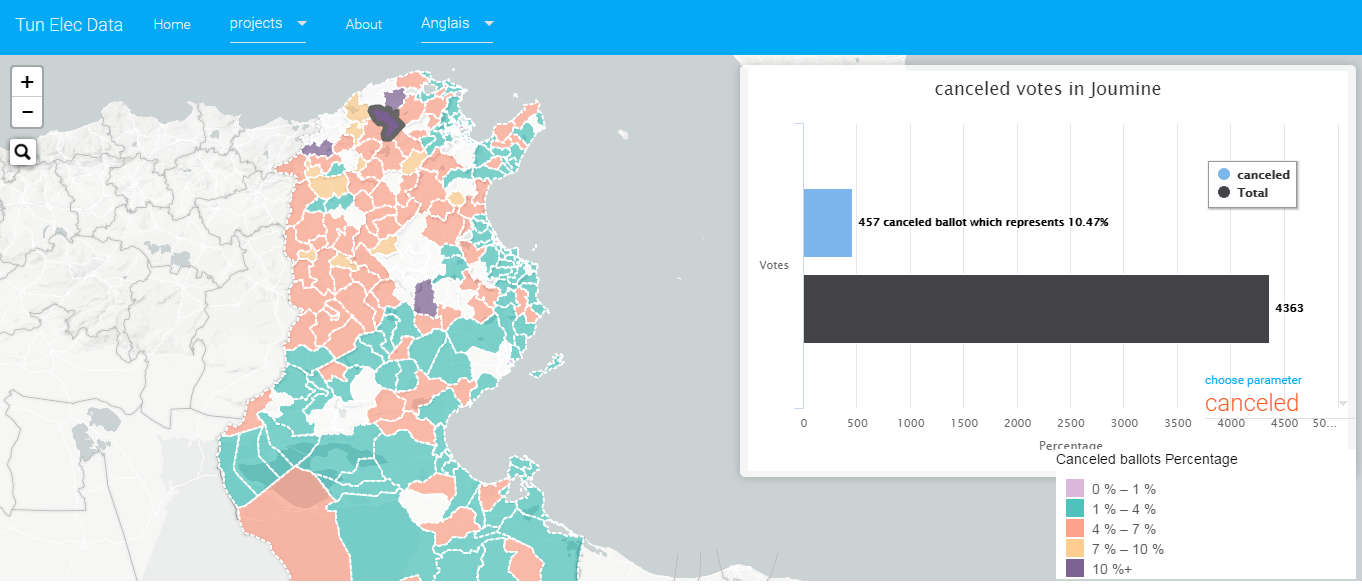 Tun Elec Data Home projects About Anglais
+
−
canceled votes in Joumine
canceled
Total
457 canceled ballot which represents 10.47%
Votes
4363
choose parameter
canceled
0 500 1000 1500 2000 2500 3000 3500 4000 4500 50...
Percentage
Canceled ballots Percentage
0 % – 1 %
1 % – 4 %
4 % – 7 %
7 % – 10 %
10 %+